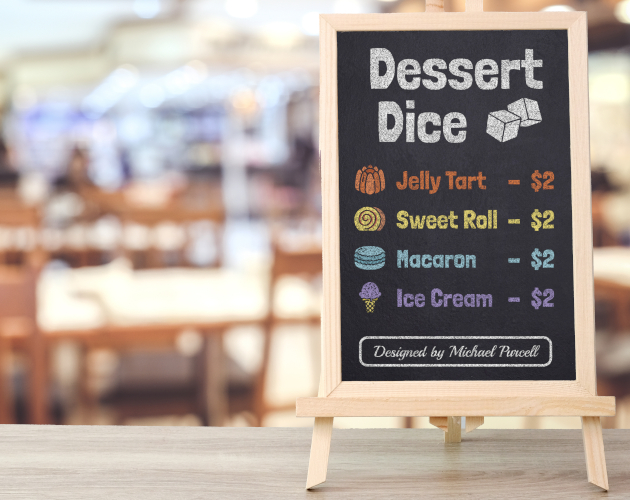 Dessert
Dice
Jelly Tart - $2
Sweet Roll - $2
Macaron - $2
Ice Cream - $2
Designed by Michael Purcell